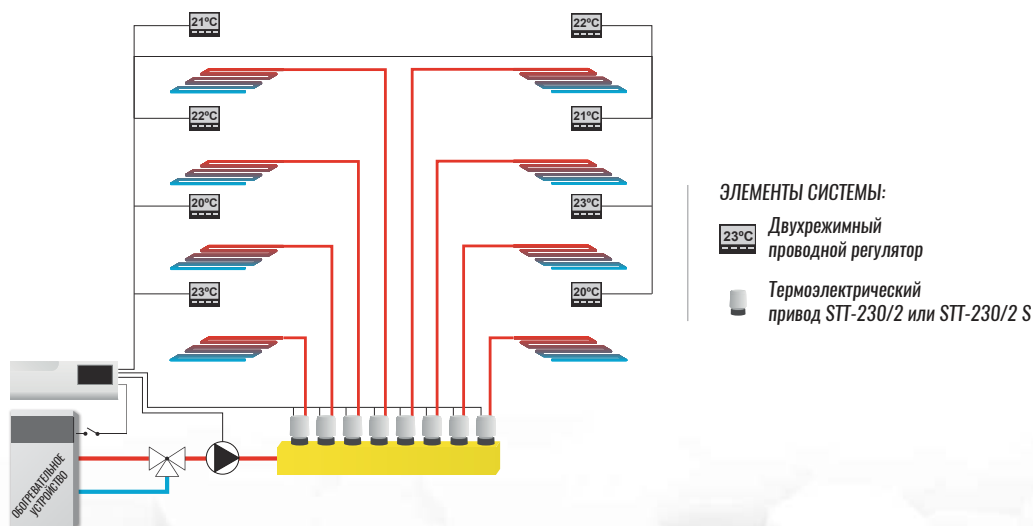 21ºC
22ºC
22ºC
21ºC
20ºC
23ºC
23ºC
20ºC
ЭЛЕМЕНТЫ СИСТЕМЫ:
23ºC
Двухрежимный
проводной регулятор
Термоэлектрический
привод STT-230/2 или STT-230/2 S
ОБОГРЕВАТЕЛЬНОЕ
УСТРОЙСТВО